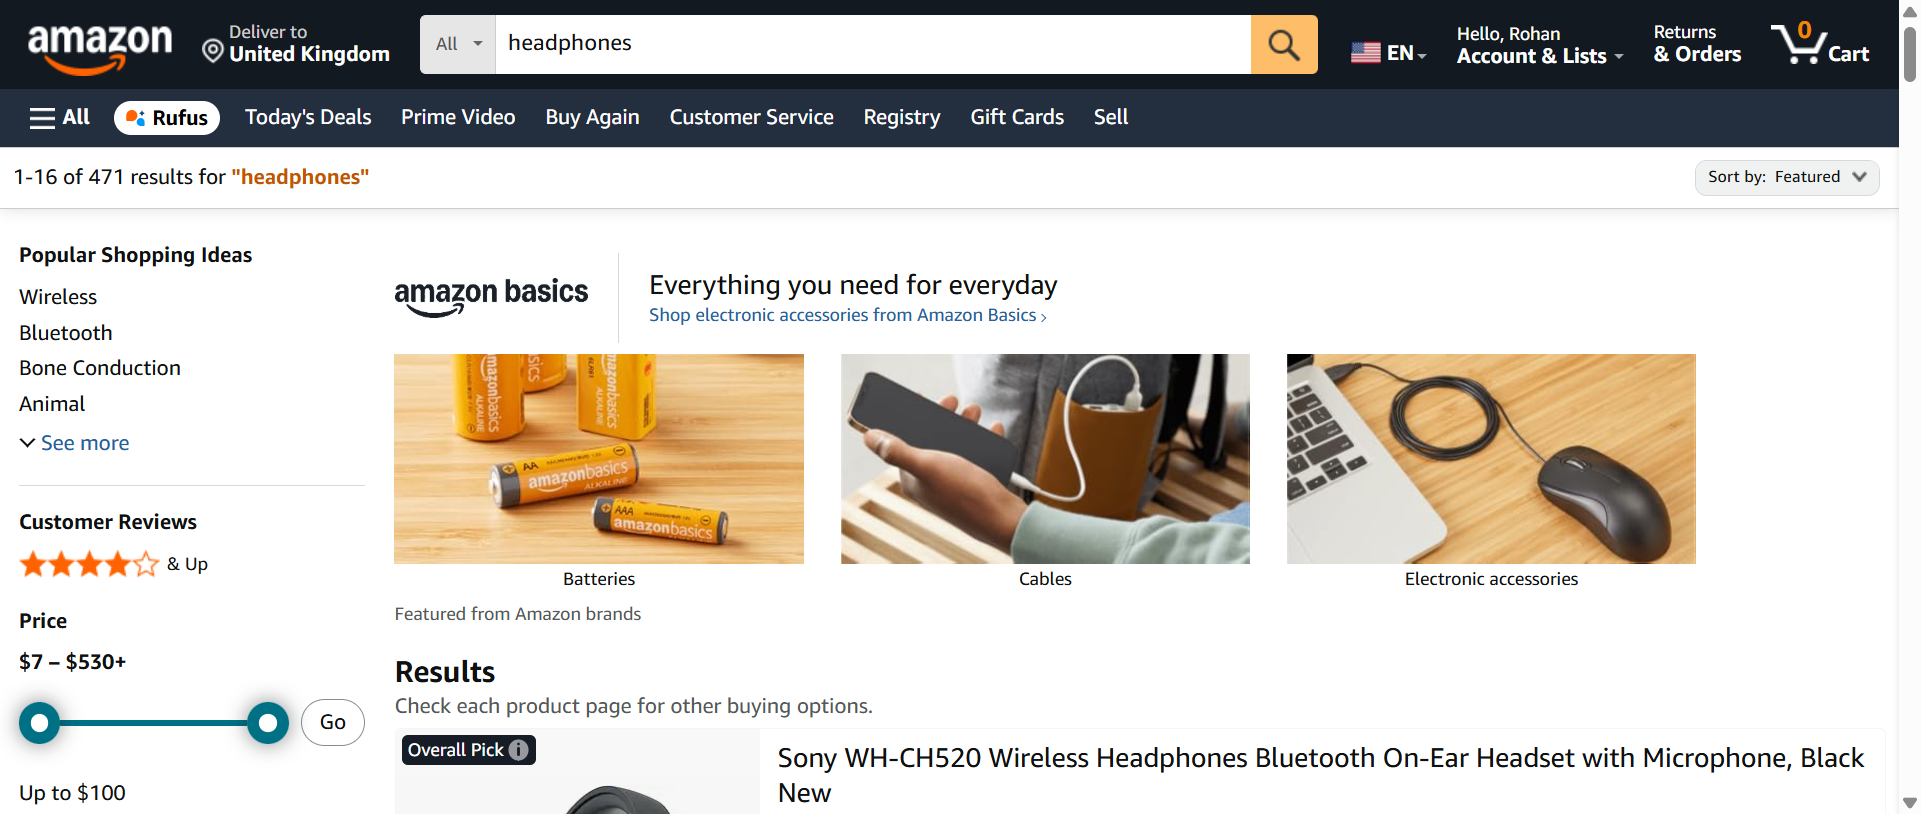 amazon
Deliver to
United Kingdom
All
headphones
EN
Hello, Rohan
Account & Lists
Returns
& Orders
0
Cart
All
Rufus
Today's Deals
Prime Video
Buy Again
Customer Service
Registry
Gift Cards
Sell
1-16 of 471 results for "headphones"
Sort by: Featured
Popular Shopping Ideas
Wireless
Bluetooth
Bone Conduction
Animal
See more
Customer Reviews
& Up
Price
$7 – $530+
Go
Up to $100
amazon basics
Everything you need for everyday
Shop electronic accessories from Amazon Basics ›
amazonbasics
ALKALINE
amazonbasics
ALKALINE
AA
amazonbasics
ALKALINE
AAA
amazonbasics
Batteries
Cables
Electronic accessories
Featured from Amazon brands
Results
Check each product page for other buying options.
Overall Pick
Sony WH-CH520 Wireless Headphones Bluetooth On-Ear Headset with Microphone, Black
New